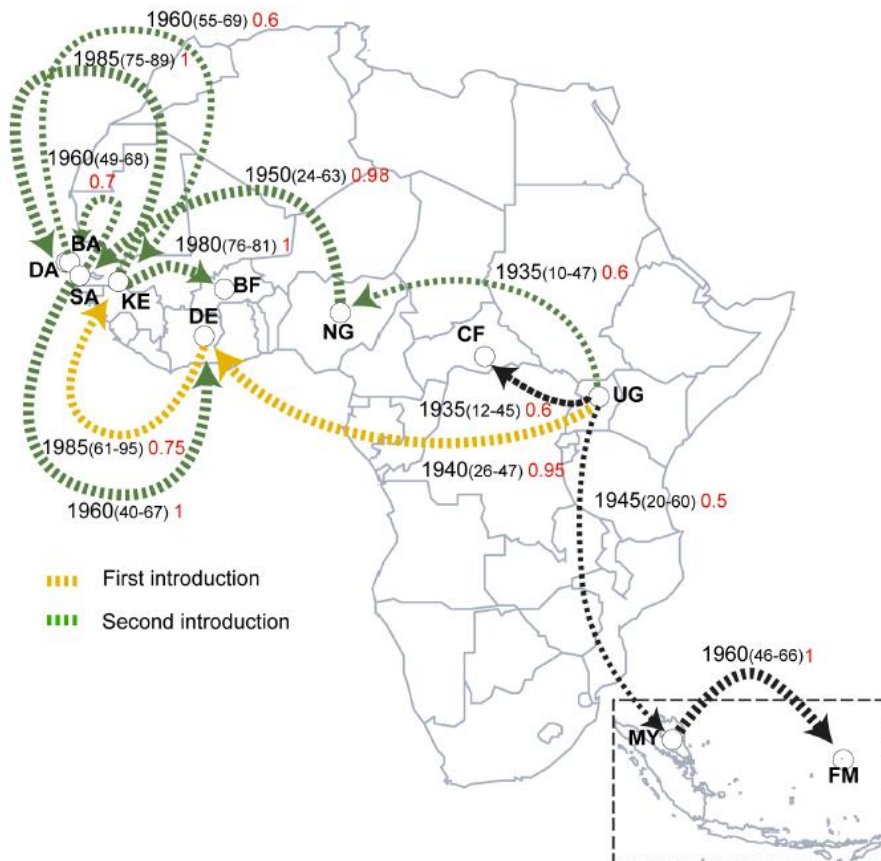 1960(55-69) 0.6
1985(75-89) 1
1960(49-68)
0.7
1950(24-63) 0.98
1980(76-81) 1
1935(10-47) 0.6
BA
DA
SA
KE
BF
DE
NG
CF
UG
1935(12-45) 0.6
1985(61-95) 0.75
1940(26-47) 0.95
1945(20-60) 0.5
1960(40-67) 1
First introduction
Second introduction
1960(46-66)1
MY
FM